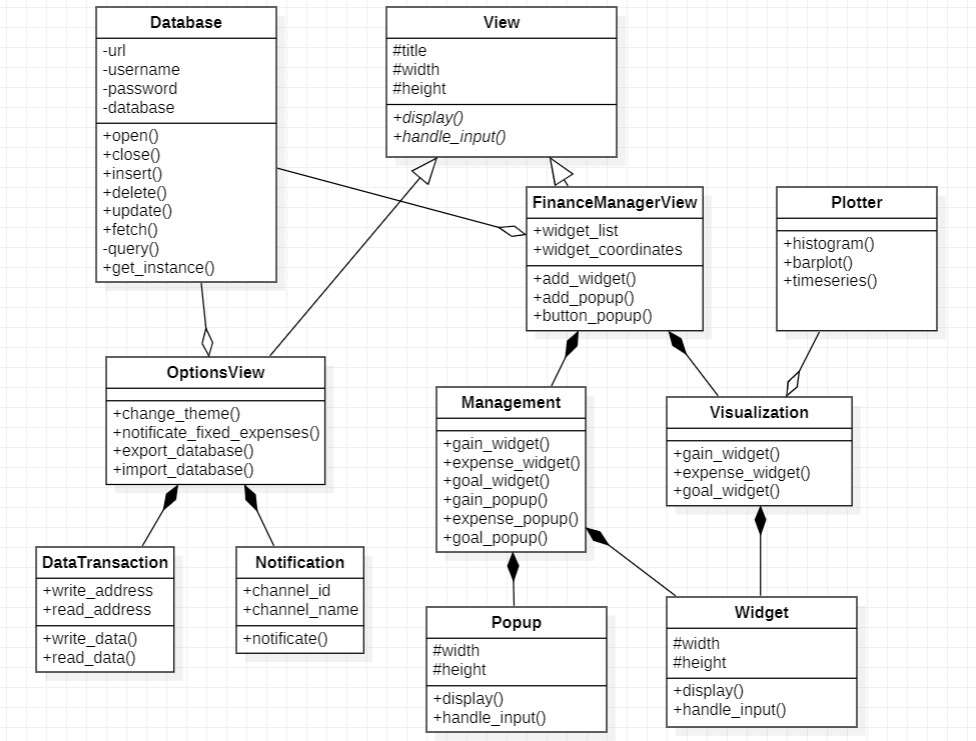 Database
-url
-username
-password
-database
+open()
+close()
+insert()
+delete()
+update()
+fetch()
-query()
+get_instance()
View
#title
#width
#height
+display()
+handle_input()
FinanceManagerView
+widget_list
+widget_coordinates
+add_widget()
+add_popup()
+button_popup()
Plotter
+histogram()
+barplot()
+timeseries()
OptionsView
+change_theme()
+notificate_fixed_expenses()
+export_database()
+import_database()
Management
+gain_widget()
+expense_widget()
+goal_widget()
+gain_popup()
+expense_popup()
+goal_popup()
Visualization
+gain_widget()
+expense_widget()
+goal_widget()
DataTransaction
+write_address
+read_address
+write_data()
+read_data()
Notification
+channel_id
+channel_name
+notificate()
Popup
#width
#height
+display()
+handle_input()
Widget
#width
#height
+display()
+handle_input()